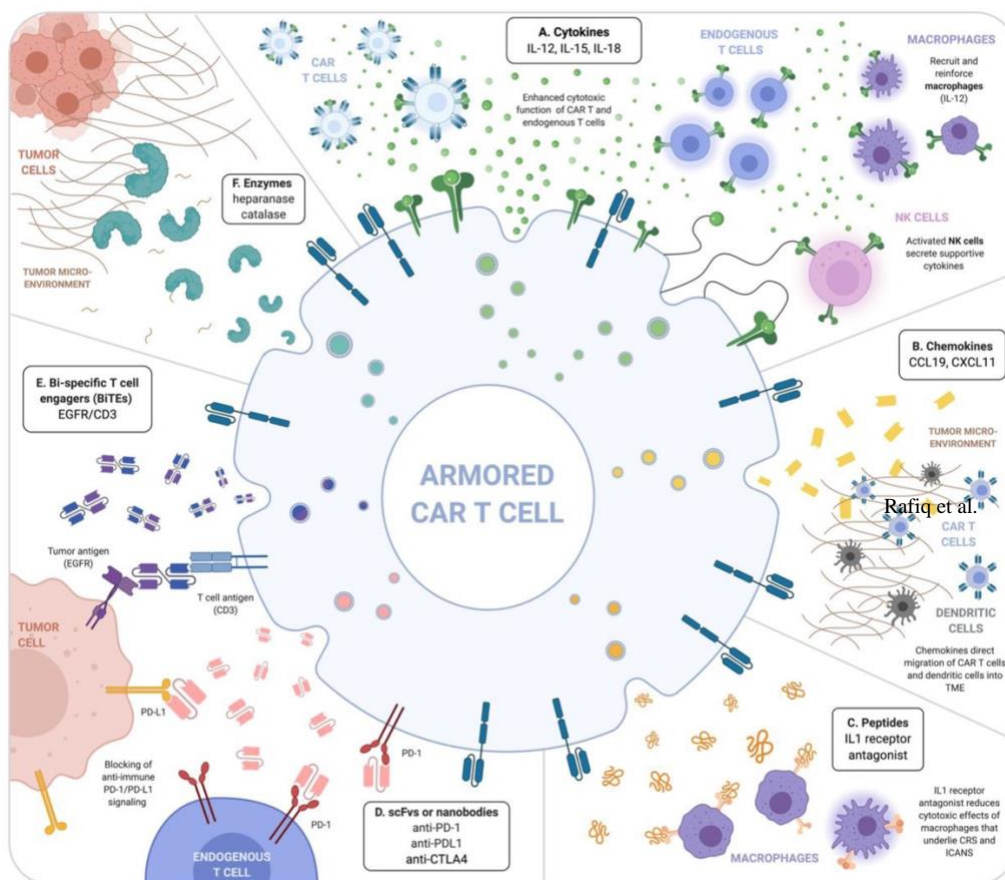 A. Cytokines
IL-12, IL-15, IL-18
CAR
T CELLS
Enhanced cytotoxic
function of CAR T and
endogenous T cells
ENDOGENOUS
T CELLS
MACROPHAGES
Recruit and
reinforce
macrophages
(IL-12)
NK CELLS
Activated NK cells
secrete supportive
cytokines
TUMOR
CELLS
F. Enzymes
heparanase
catalase
TUMOR MICRO-
ENVIRONMENT
B. Chemokines
CCL19, CXCL11
TUMOR MICRO-
ENVIRONMENT
Rafiq et al.
CAR T
CELLS
DENDRITIC
CELLS
Chemokines direct
migration of CAR T cells
and dendritic cells into
TME
E. Bi-specific T cell
engagers (BiTEs)
EGFR/CD3
Tumor antigen
(EGFR)
T cell antigen
(CD3)
ARMORED
CAR T CELL
TUMOR
CELL
PD-L1
Blocking of
anti-immune
PD-1/PD-L1
signaling
PD-1
PD-1
ENDOGENOUS
T CELL
D. scFvs or nanobodies
anti-PD-1
anti-PDL1
anti-CTLA4
C. Peptides
IL1 receptor
antagonist
MACROPHAGES
IL1 receptor
antagonist reduces
cytotoxic effects of
macrophages that
underlie CRS and
ICANS